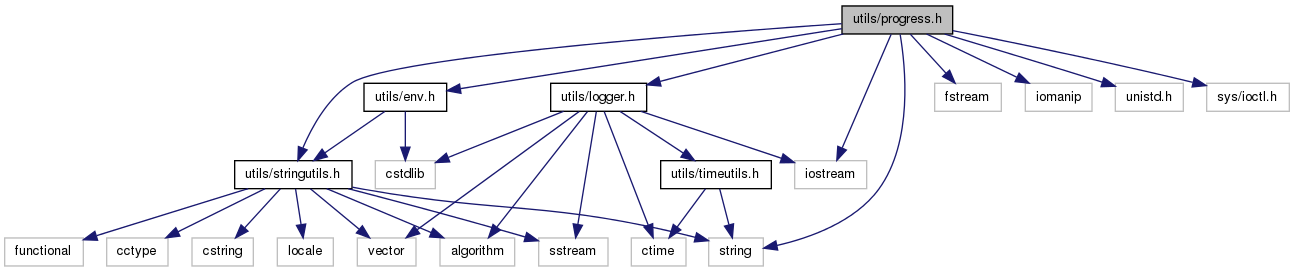 utils/progress.h
utils/env.h
utils/logger.h
fstream
iomanip
unistd.h
sys/ioctl.h
utils/stringutils.h
cstdlib
utils/timeutils.h
iostream
functional
cctype
cstring
locale
vector
algorithm
sstream
ctime
string